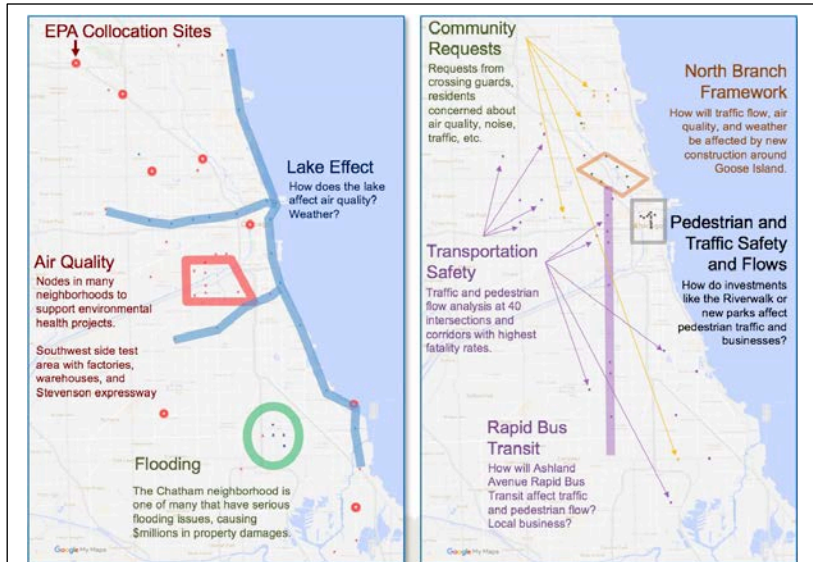 EPA Collocation Sites
Lake Effect
How does the lake
affect air quality?
Weather?
Air Quality
Nodes in many
neighborhoods to
support environmental
health projects.
Southwest side test
area with factories,
warehouses, and
Stevenson expressway
Flooding
The Chatham neighborhood is
one of many that have serious
flooding issues, causing
$millions in property damages.
Google My Maps
Community
Requests
Requests from
crossing guards,
residents
concerned about
air quality, noise,
traffic, etc.
North Branch
Framework
How will traffic flow, air
quality, and weather
be affected by new
construction around
Goose Island.
Pedestrian and
Traffic Safety
and Flows
How do investments
like the Riverwalk or
new parks affect
pedestrian traffic and
businesses?
Transportation
Safety
Traffic and pedestrian
flow analysis at 40
intersections and
corridors with highest
fatality rates.
Rapid Bus
Transit
How will Ashland
Avenue Rapid Bus
Transit affect traffic
and pedestrian flow?
Local business?
Google My Maps